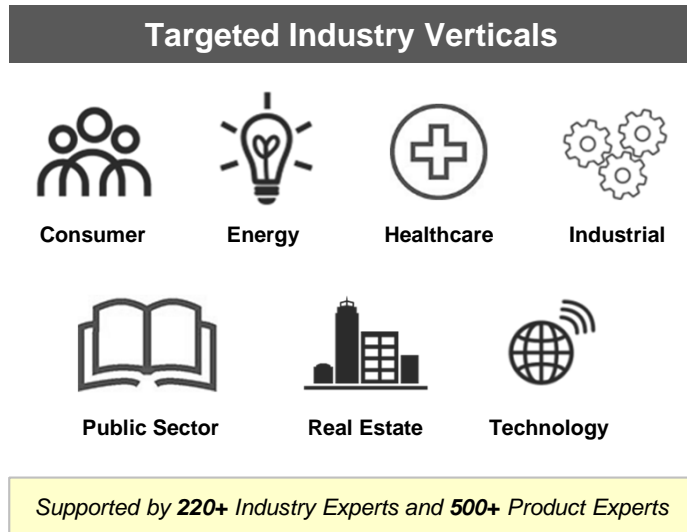 Targeted Industry Verticals
Consumer Energy Healthcare Industrial
Public Sector Real Estate Technology
Supported by 220+ Industry Experts and 500+ Product Experts